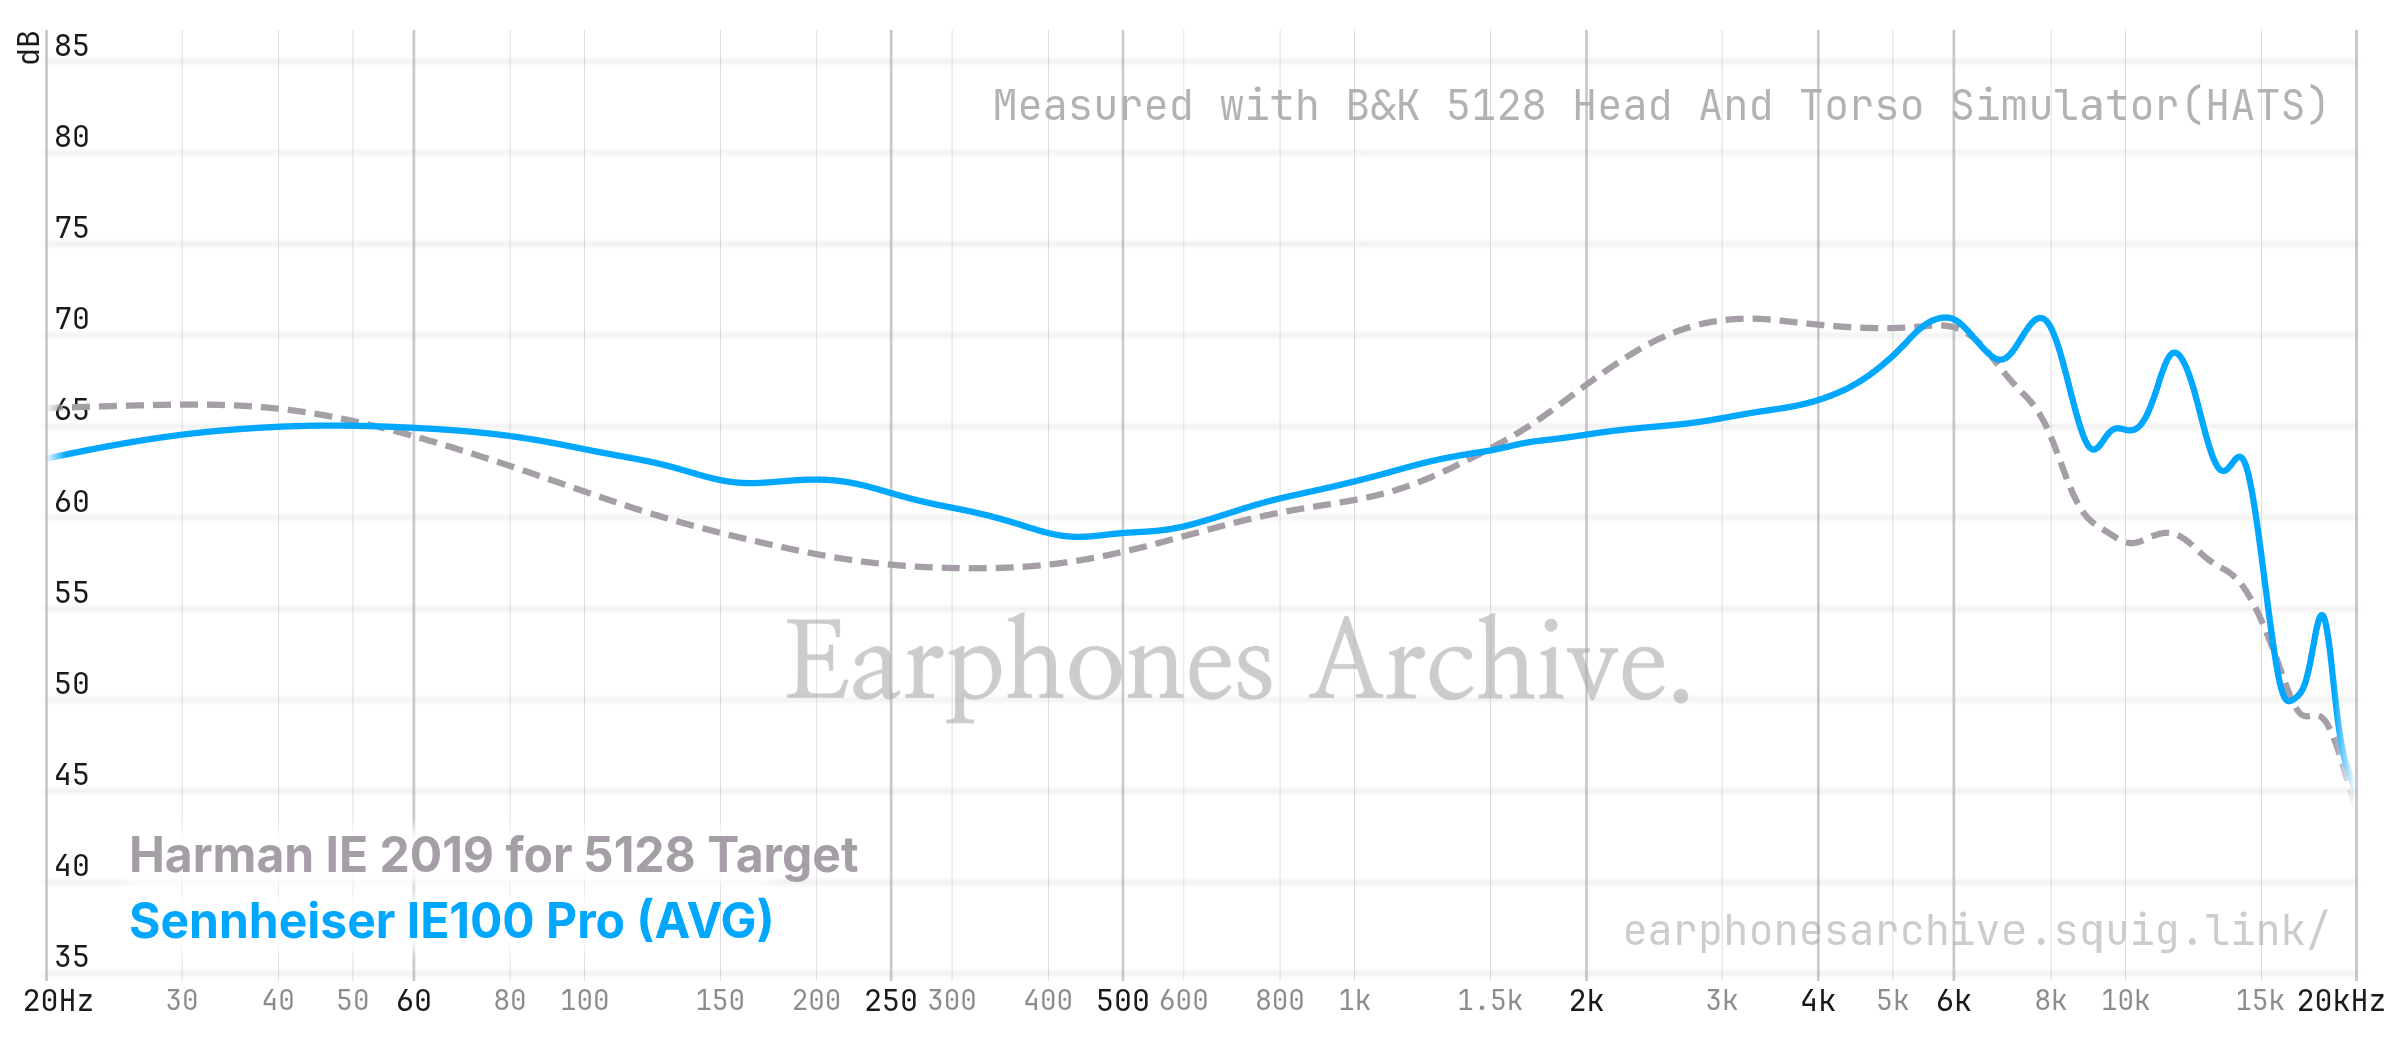 dB
85
Measured with B&K 5128 Head And Torso Simulator(HATS)
80
75
70
65
60
55
Earphones Archive.
50
45
Harman IE 2019 for 5128 Target
40
Sennheiser IE100 Pro (AVG)
earphonesarchive.squig.link/
35
20Hz 30 40 50 60 80 100 150 200 250 300 400 500 600 800 1k 1.5k 2k 3k 4k 5k 6k 8k 10k 15k 20kHz